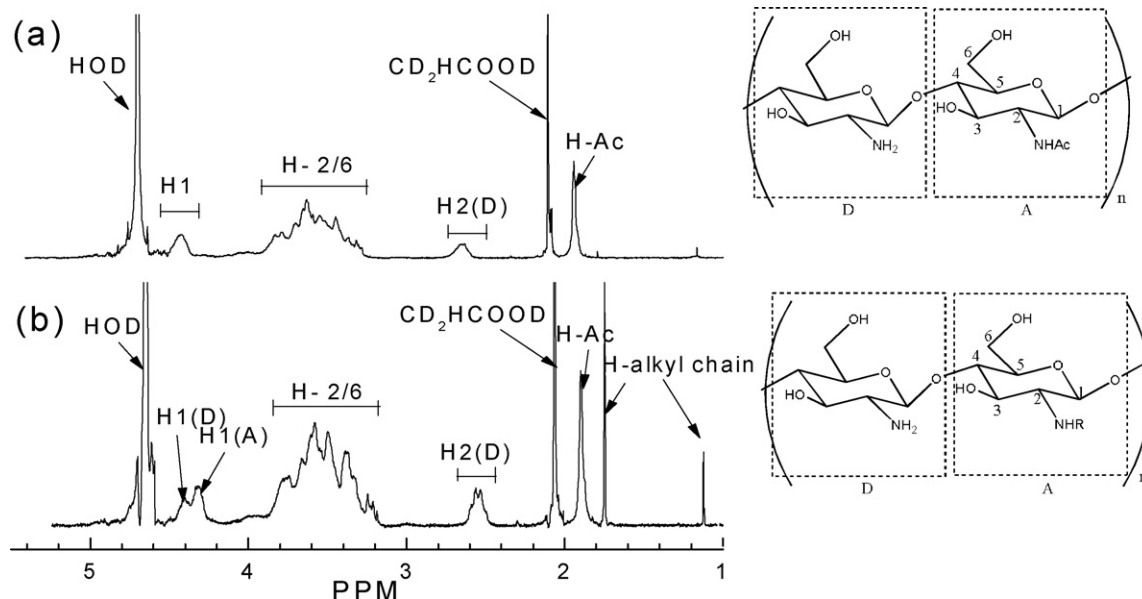 (a)
HOD
H1
H- 2/6
H2(D)
CD2HCOOD
H-Ac
OH
6
4
5
O
O
O
O
HO
HO
3
2
1
NH2
NHAc
n
D
A
(b)
HOD
H1(D)
H1(A)
H- 2/6
H2(D)
CD2HCOOD
H-Ac
H-alkyl chain
OH
OH
6
4
5
O
O
O
O
HO
HO
3
2
1
NH2
NHR
D
A
5
4
3
2
1
PPM